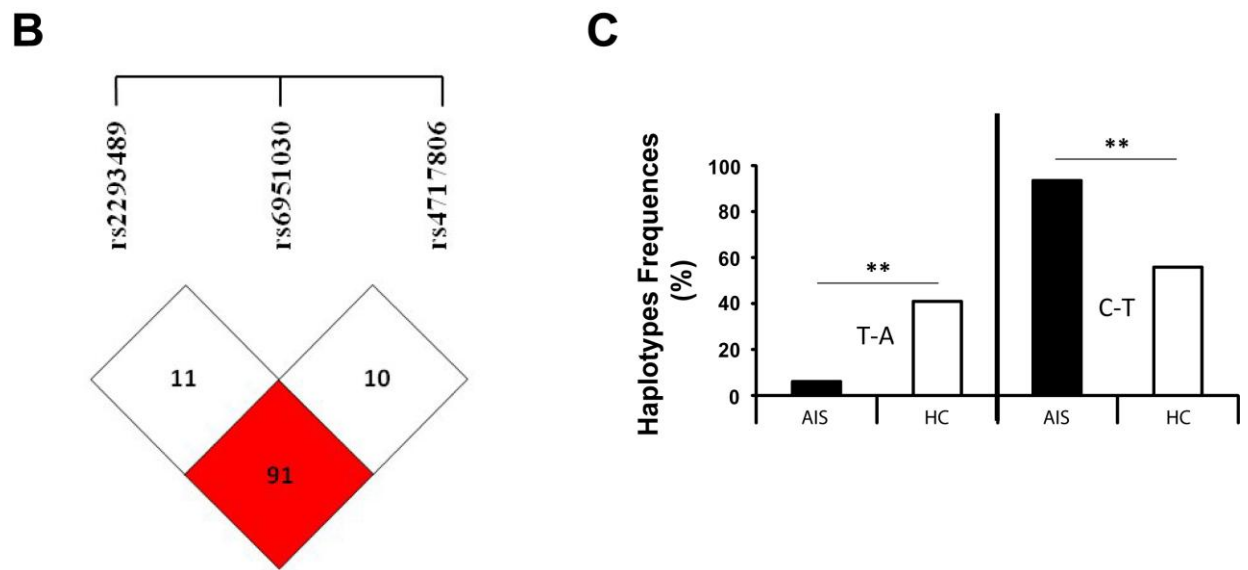 B
rs2293489
rs6951030
rs4717806
11
10
91
C
Haplotypes Frequences
(%)
100
80
60
40
20
0
**
**
T-A
C-T
AIS
HC
AIS
HC